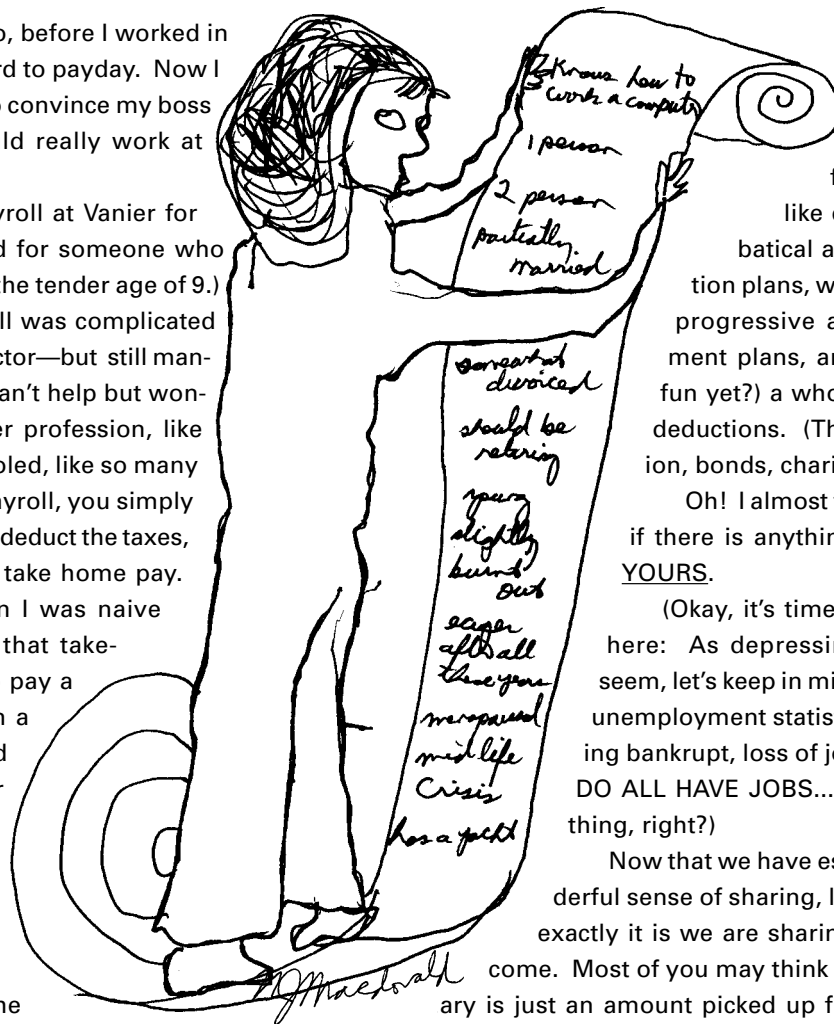 o, before I worked in
rd to payday. Now I
o convince my boss
ld really work at
yroll at Vanier for
d for someone who
the tender age of 9.)
ll was complicated
ctor—but still man-
an't help but won-
er profession, like
oled, like so many
ayroll, you simply
deduct the taxes,
take home pay.
n I was naive
that take-
pay a
n a
d
r
ne
3 Knows how to
work a computer
1 person
2 person
partially
married
somewhat
divorced
should be
retiring
young
slightly
burnt
out
eager
after all
these years
menopausal
mid life
Crisis
has a yacht
MJMacdonald
f
like
batical a
tion plans, w
progressive a
ment plans, an
fun yet?) a who
deductions. (Th
ion, bonds, chari
Oh! I almost
if there is anythin
YOURS.
(Okay, it's time
here: As depressin
seem, let's keep in mi
unemployment statis
ing bankrupt, loss of jo
DO ALL HAVE JOBS...
thing, right?)
Now that we have es
derful sense of sharing, l
exactly it is we are sharin
come. Most of you may think
ary is just an amount picked up f